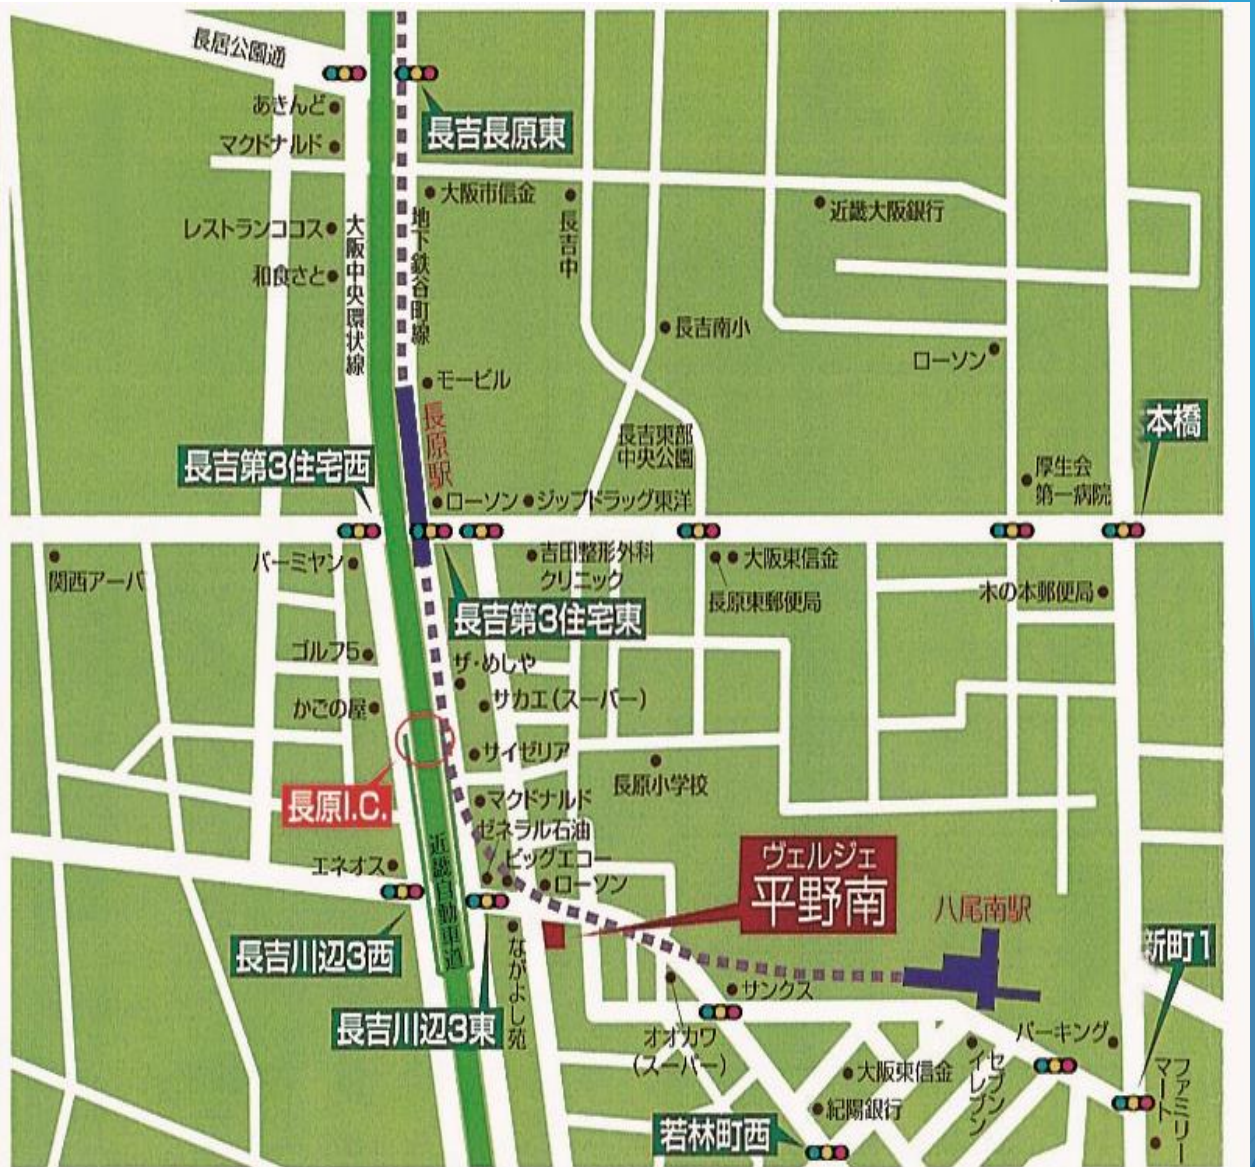 長居公園通
あきんど
マクドナルド
長吉長原東
大阪市信金
長吉中
近畿大阪銀行
レストランココス
和食さと
大阪中央環状線
地下鉄谷町線
長吉南小
ローソン
モービル
長原駅
長吉東部
中央公園
本橋
長吉第3住宅西
厚生会
第一病院
ローソン
ジップドラッグ東洋
関西アーバ
バーミヤン
吉田整形外科
クリニック
大阪東信金
長原東郵便局
木の本郵便局
長吉第3住宅東
ゴルフ5
ザ・めしや
サカエ(スーパー)
かごの屋
サイゼリア
長原小学校
長原I.C.
マクドナルド
ゼネラル石油
ビッグエコー
ローソン
エネオス
近畿自動車道
ヴェルジェ
平野南
八尾南駅
長吉川辺3西
ながよし苑
新町1
サンクス
長吉川辺3東
オオカワ
(スーパー)
パーキング
セブン
イレブン
ファミリー
マート
大阪東信金
紀陽銀行
若林町西